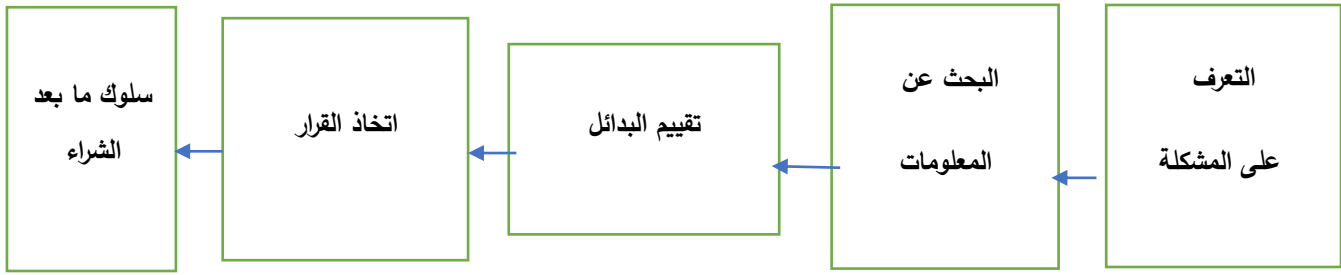 التعرف
على المشكلة
البحث عن
المعلومات
تقييم البدائل
اتخاذ القرار
سلوك ما بعد
الشراء